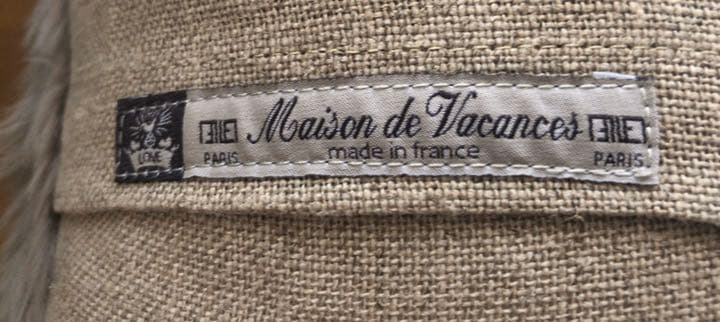 LOVE
PARIS
Maison de Vacances
made in france
PARIS